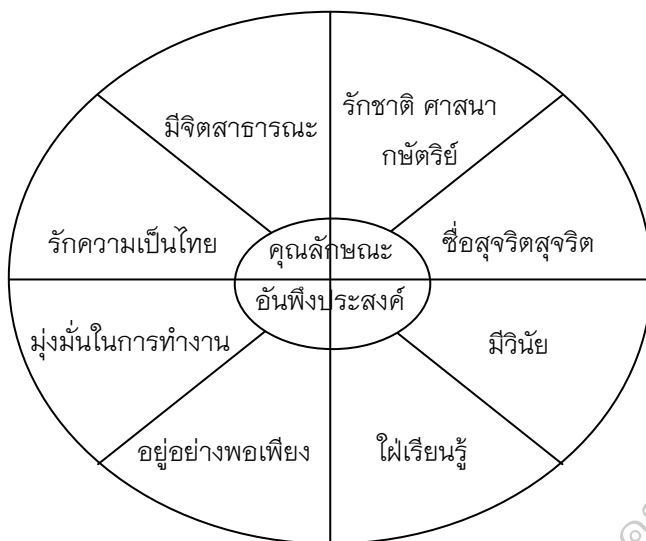 มีจิตสาธารณะ
รักชาติ ศาสนา
กษัตริย์
รักความเป็นไทย
ซื่อสุจริตสุจริต
คุณลักษณะ
อันพึงประสงค์
มุ่งมั่นในการทำงาน
มีวินัย
อยู่อย่างพอเพียง
ใฝ่เรียนรู้